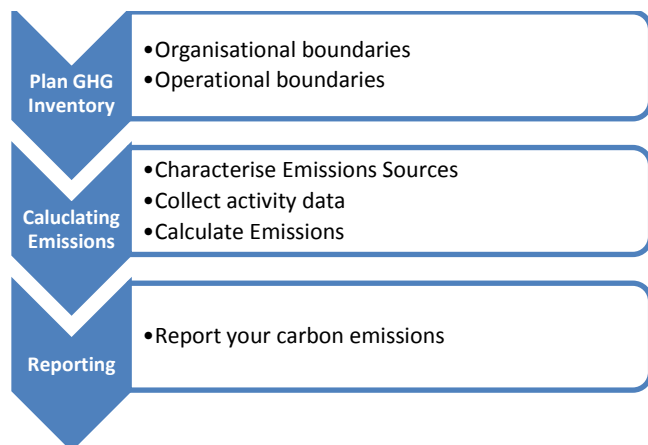 Plan GHG
Inventory
•Organisational boundaries
•Operational boundaries
Caluclating
Emissions
•Characterise Emissions Sources
•Collect activity data
•Calculate Emissions
Reporting
•Report your carbon emissions